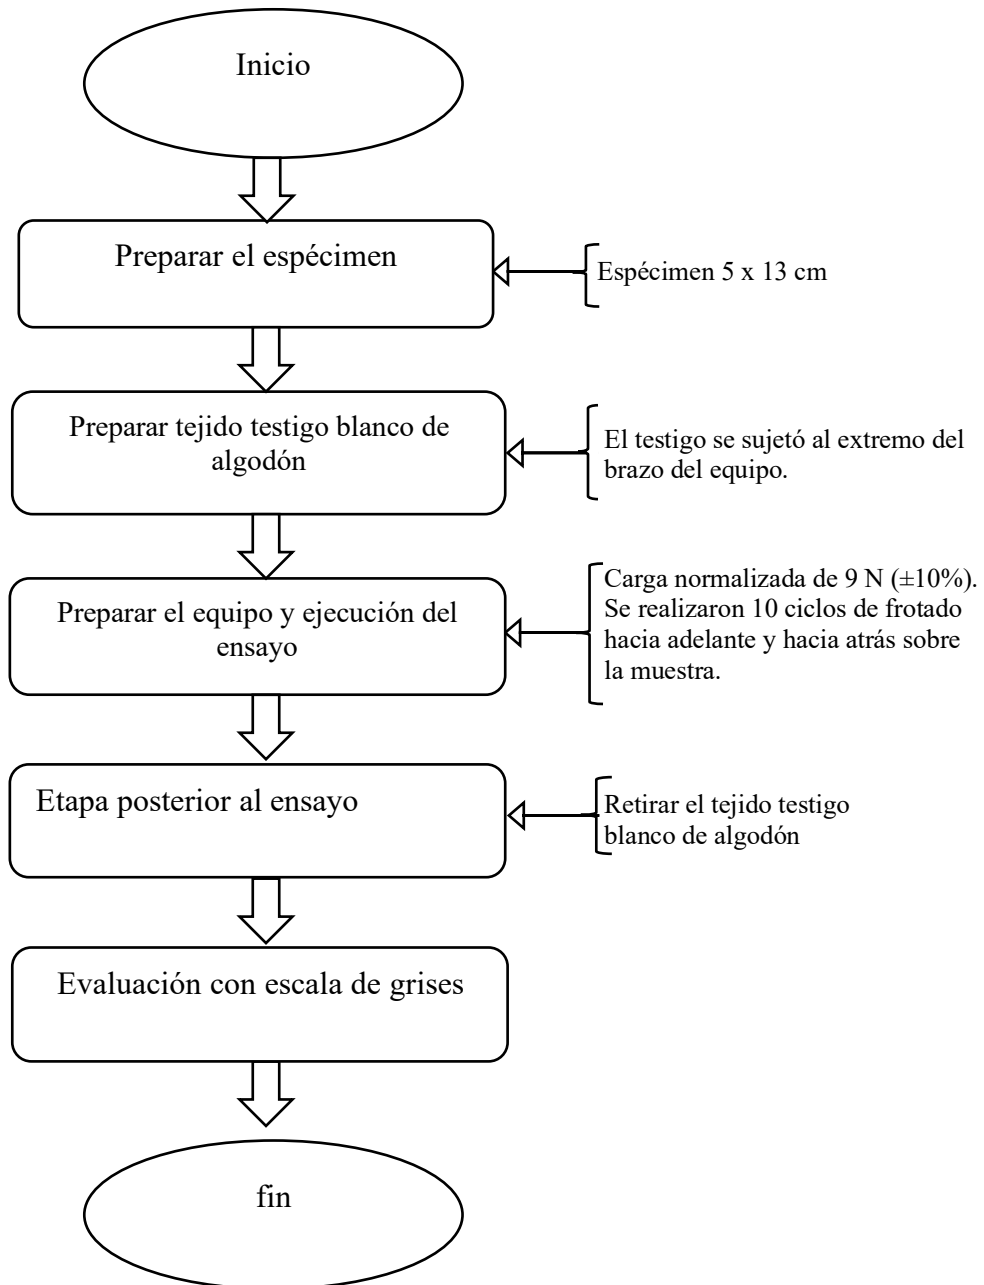 Inicio
Preparar el espécimen
Espécimen 5 x 13 cm
Preparar tejido testigo blanco de
algodón
El testigo se sujetó al extremo del
brazo del equipo.
Preparar el equipo y ejecución del
ensayo
Carga normalizada de 9 N (±10%).
Se realizaron 10 ciclos de frotado
hacia adelante y hacia atrás sobre
la muestra.
Etapa posterior al ensayo
Retirar el tejido testigo
blanco de algodón
Evaluación con escala de grises
fin